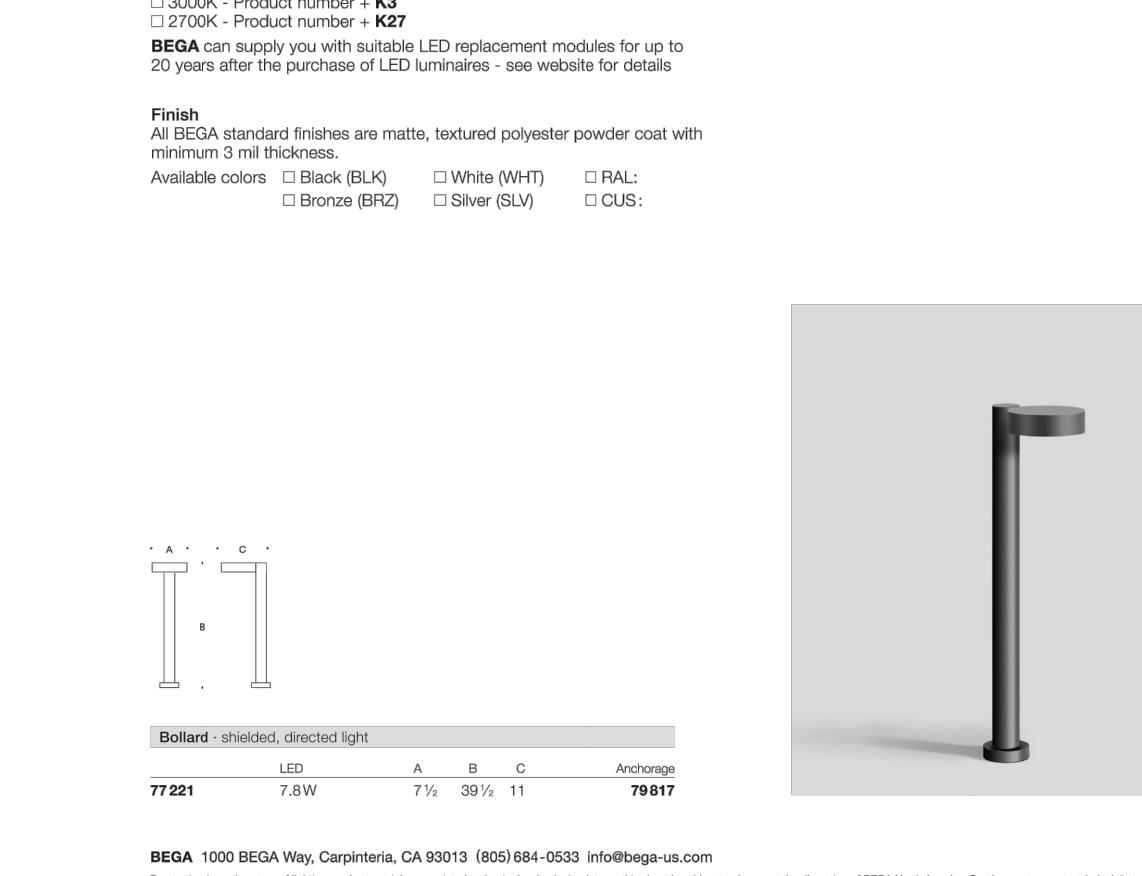 ☐ 3000K - Product number + K3
☐ 2700K - Product number + K27
BEGA can supply you with suitable LED replacement modules for up to
20 years after the purchase of LED luminaires - see website for details
Finish
All BEGA standard finishes are matte, textured polyester powder coat with
minimum 3 mil thickness.
Available colors ☐ Black (BLK) ☐ White (WHT) ☐ RAL:
☐ Bronze (BRZ) ☐ Silver (SLV) ☐ CUS:
A C
B
Bollard · shielded, directed light
LED A B C Anchorage
77221 7.8W 7½ 39½ 11 79817
BEGA 1000 BEGA Way, Carpinteria, CA 93013 (805) 684-0533 info@bega-us.com